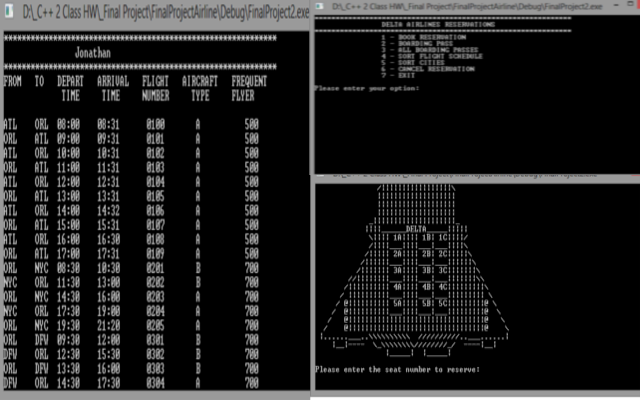 D:\_C++ 2 Class HW\_Final Project\FinalProjectAirline\Debug\FinalProject2.exe
Jonathan
FROM TO DEPART ARRIVAL FLIGHT AIRCRAFT FREQUENT
TIME TIME NUMBER TYPE FLYER
ATL ORL 08:00 08:31 0100 A 500
ORL ATL 09:00 09:31 0101 A 500
ATL ORL 10:00 10:31 0102 A 500
ORL ATL 11:00 11:31 0103 A 500
ATL ORL 12:00 12:31 0104 A 500
ORL ATL 13:00 13:31 0105 A 500
ATL ORL 14:00 14:32 0106 A 500
ORL ATL 15:00 15:31 0107 A 500
ATL ORL 16:00 16:30 0108 A 500
ORL ATL 17:00 17:31 0109 A 500
ORL NYC 08:30 10:30 0201 B 700
NYC ORL 11:30 13:00 0202 B 700
ORL NYC 14:30 16:00 0203 A 700
NYC ORL 17:30 19:00 0204 A 700
ORL NYC 19:30 21:20 0205 A 700
ORL DFW 09:30 12:00 0301 B 700
DFW ORL 12:30 15:30 0302 B 700
ORL DFW 13:30 16:00 0303 B 700
DFW ORL 14:30 17:30 0304 A 700
D:\_C++ 2 Class HW\_Final Project\FinalProjectAirline\Debug\FinalProject2.exe
DELTA AIRLINES RESERVATIONS
1 - BOOK RESERVATION
2 - BOARDING PASS
3 - ALL BOARDING PASSES
4 - SORT FLIGHT SCHEDULE
5 - SORT CITIES
6 - CANCEL RESERVATION
7 - EXIT
Please enter your option:
DELTA
1A 1B 1C
2A 2B 2C
3A 3B 3C
4A 4B 4C
5A 5B 5C
Please enter the seat number to reserve: